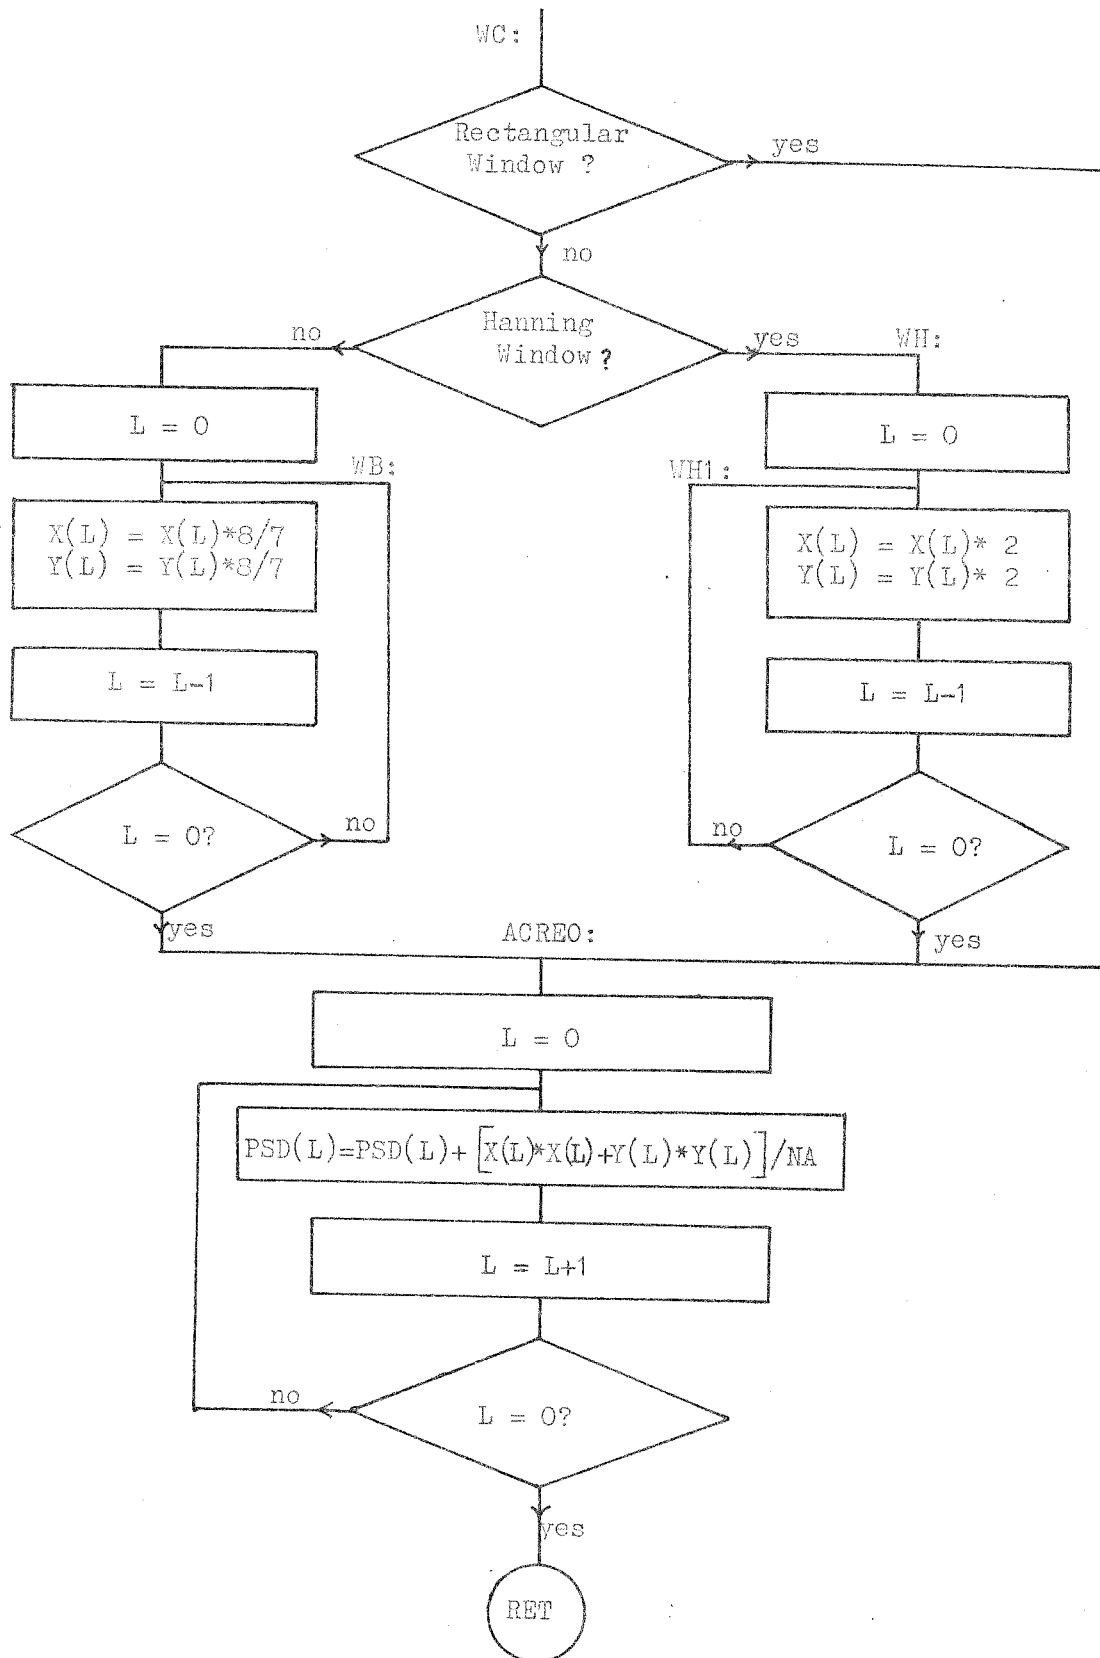 WC:
Rectangular
Window ?
yes
no
Hanning
Window ?
no
yes
WH:
L = 0
L = 0
WB:
WH1:
X(L) = X(L)*8/7
Y(L) = Y(L)*8/7
X(L) = X(L)* 2
Y(L) = Y(L)* 2
L = L-1
L = L-1
L = 0?
no
no
L = 0?
yes
ACREO:
yes
L = 0
PSD(L)=PSD(L)+ [X(L)*X(L)+Y(L)*Y(L)]/NA
L = L+1
no
L = 0?
yes
RET